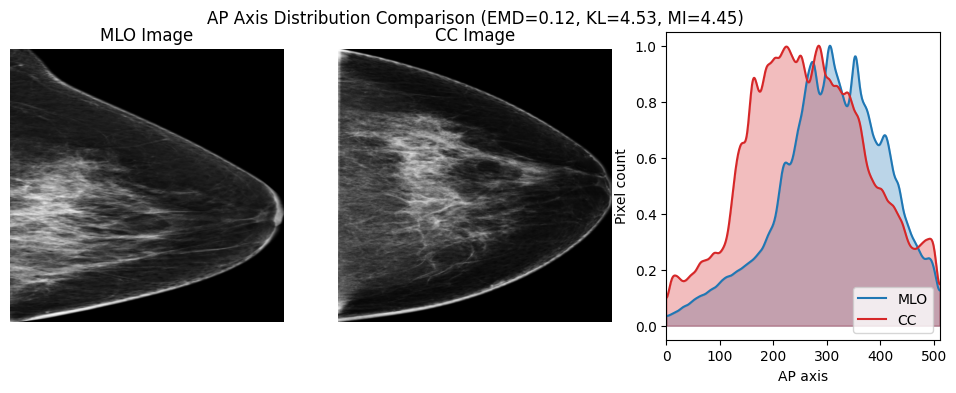 AP Axis Distribution Comparison (EMD=0.12, KL=4.53, MI=4.45)
MLO Image
CC Image
1.0
0.8
0.6
0.4
0.2
0.0
Pixel count
MLO
CC
0 100 200 300 400 500
AP axis